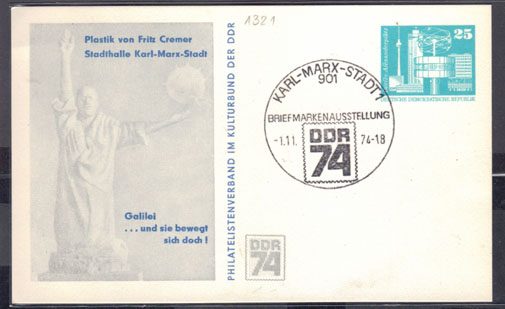 Plastik von Fritz Cremer
Stadthalle Karl-Marx-Stadt
Galilei
...und sie bewegt
sich doch!
PHILATELISTENVERBAND IM KULTURBUND DER DDR
1321
KARL-MARX-STADT 1
901
BRIEFMARKENAUSSTELLUNG
-1.11. 74-18
DDR
74
25
DEUTSCHE DEMOKRATISCHE REPUBLIK
DDR
74